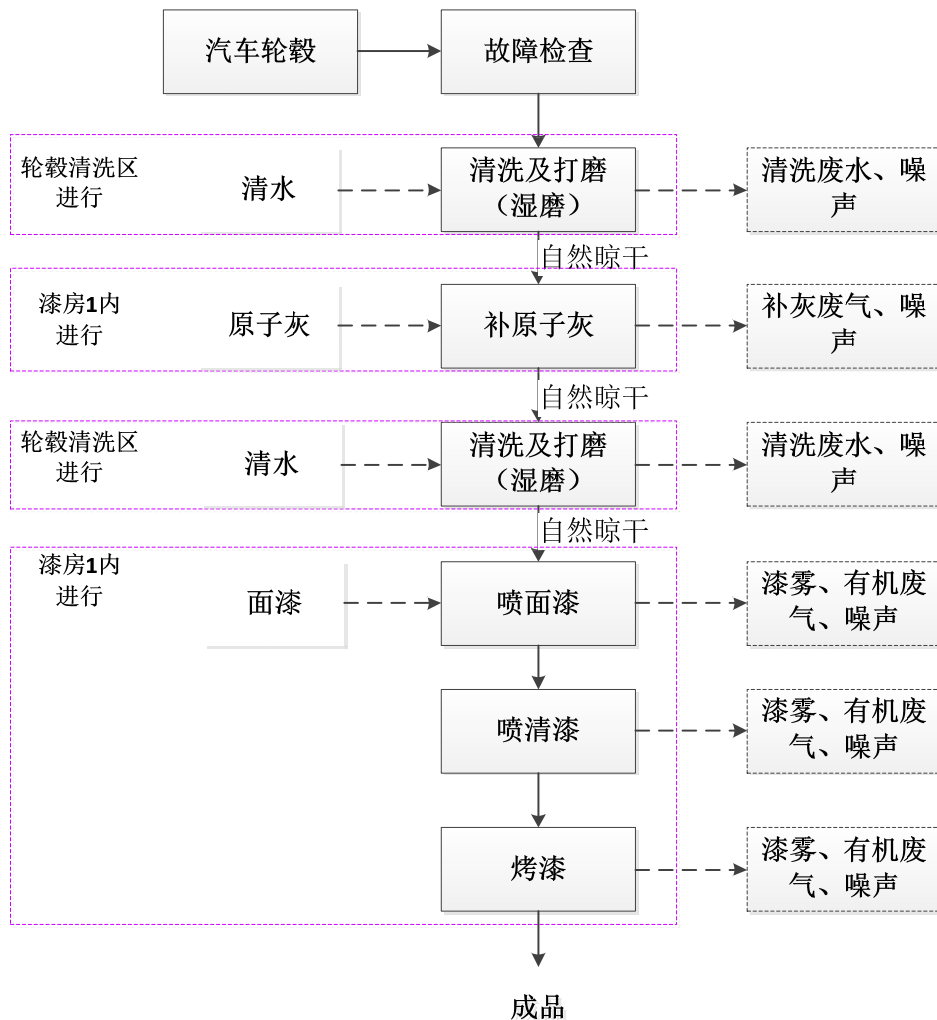 汽车轮毂
故障检查
轮毂清洗区
进行
清水
清洗及打磨
（湿磨）
清洗废水、噪
声
自然晾干
漆房1内
进行
原子灰
补原子灰
补灰废气、噪
声
自然晾干
轮毂清洗区
进行
清水
清洗及打磨
（湿磨）
清洗废水、噪
声
自然晾干
漆房1内
进行
面漆
喷面漆
漆雾、有机废
气、噪声
喷清漆
漆雾、有机废
气、噪声
烤漆
漆雾、有机废
气、噪声
成品